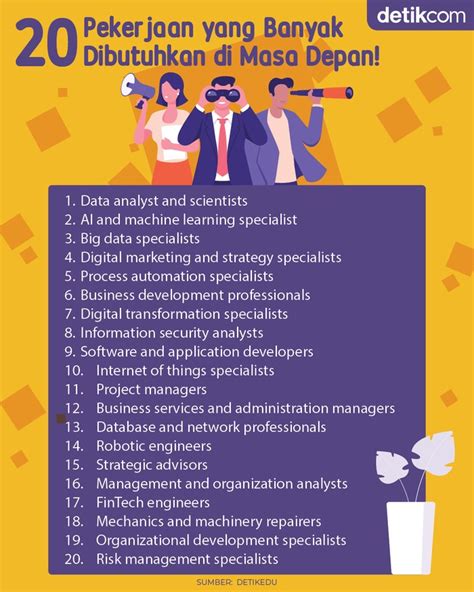 20 Pekerjaan yang Banyak
Dibutuhkan di Masa Depan!
detikcom
1. Data analyst and scientists
2. AI and machine learning specialist
3. Big data specialists
4. Digital marketing and strategy specialists
5. Process automation specialists
6. Business development professionals
7. Digital transformation specialists
8. Information security analysts
9. Software and application developers
10. Internet of things specialists
11. Project managers
12. Business services and administration managers
13. Database and network professionals
14. Robotic engineers
15. Strategic advisors
16. Management and organization analysts
17. FinTech engineers
18. Mechanics and machinery repairers
19. Organizational development specialists
20. Risk management specialists
SUMBER: DETIKEDU